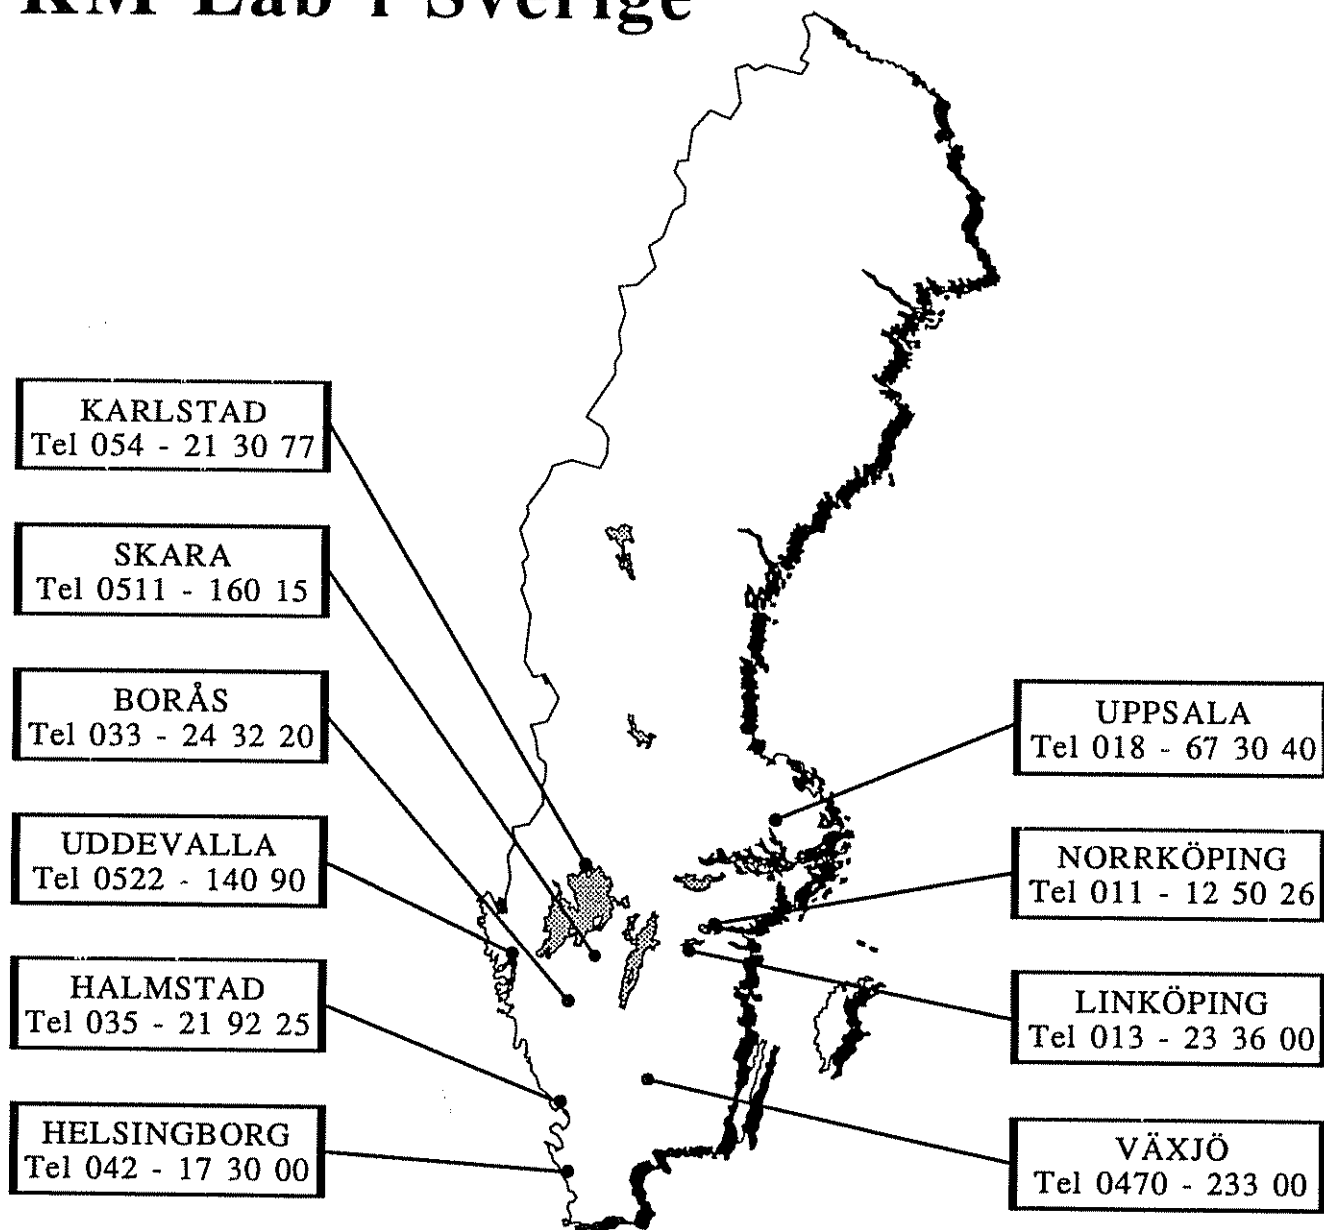 KM Lab i Sverige
KARLSTAD
Tel 054 - 21 30 77
SKARA
Tel 0511 - 160 15
BORÅS
Tel 033 - 24 32 20
UDDEVALLA
Tel 0522 - 140 90
HALMSTAD
Tel 035 - 21 92 25
HELSINGBORG
Tel 042 - 17 30 00
UPPSALA
Tel 018 - 67 30 40
NORRKÖPING
Tel 011 - 12 50 26
LINKÖPING
Tel 013 - 23 36 00
VÄXJÖ
Tel 0470 - 233 00